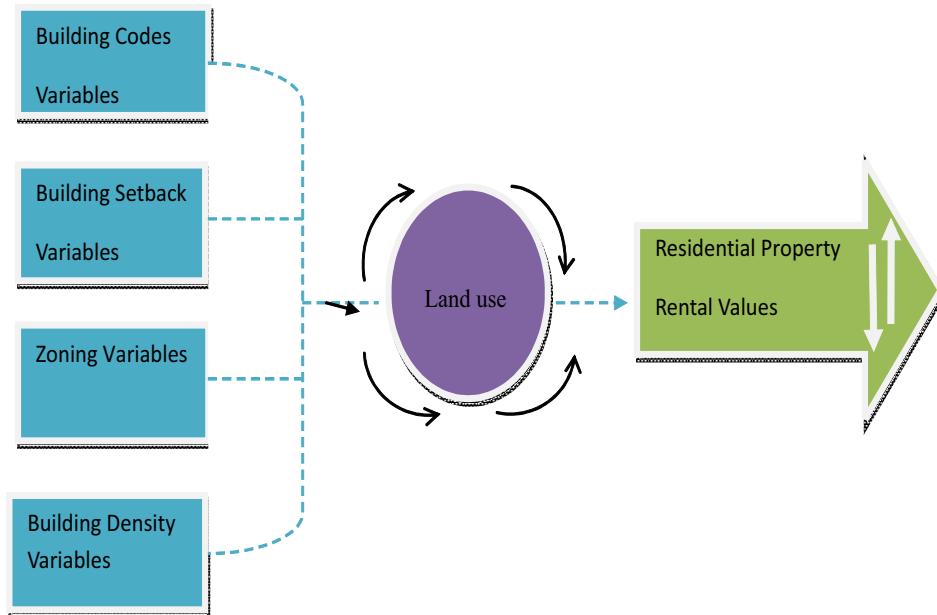 Building Codes
Variables
Building Setback
Variables
Zoning Variables
Building Density
Variables
Land use
Residential Property
Rental Values